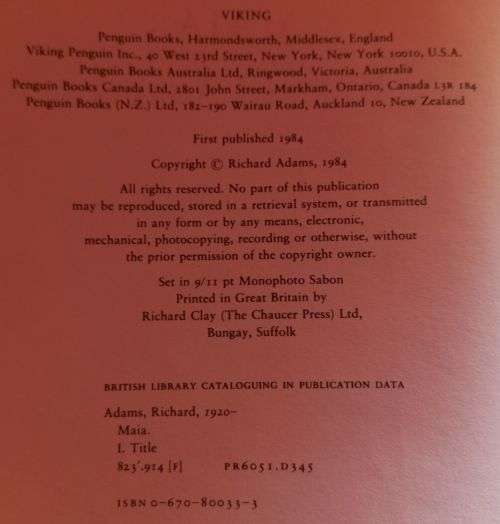 VIKING
Penguin Books, Harmondsworth, Middlesex, England
Viking Penguin Inc., 40 West 23rd Street, New York, New York 10010, U.S.A.
Penguin Books Australia Ltd, Ringwood, Victoria, Australia
Penguin Books Canada Ltd, 2801 John Street, Markham, Ontario, Canada L3R 1B4
Penguin Books (N.Z.) Ltd, 182–190 Wairau Road, Auckland 10, New Zealand
First published 1984
Copyright © Richard Adams, 1984
All rights reserved. No part of this publication
may be reproduced, stored in a retrieval system, or transmitted
in any form or by any means, electronic,
mechanical, photocopying, recording or otherwise, without
the prior permission of the copyright owner.
Set in 9/11 pt Monophoto Sabon
Printed in Great Britain by
Richard Clay (The Chaucer Press) Ltd,
Bungay, Suffolk
BRITISH LIBRARY CATALOGUING IN PUBLICATION DATA
Adams, Richard, 1920–
Maia.
I. Title
823'.914 [F] PR6051.D345
ISBN 0–670–80033–3